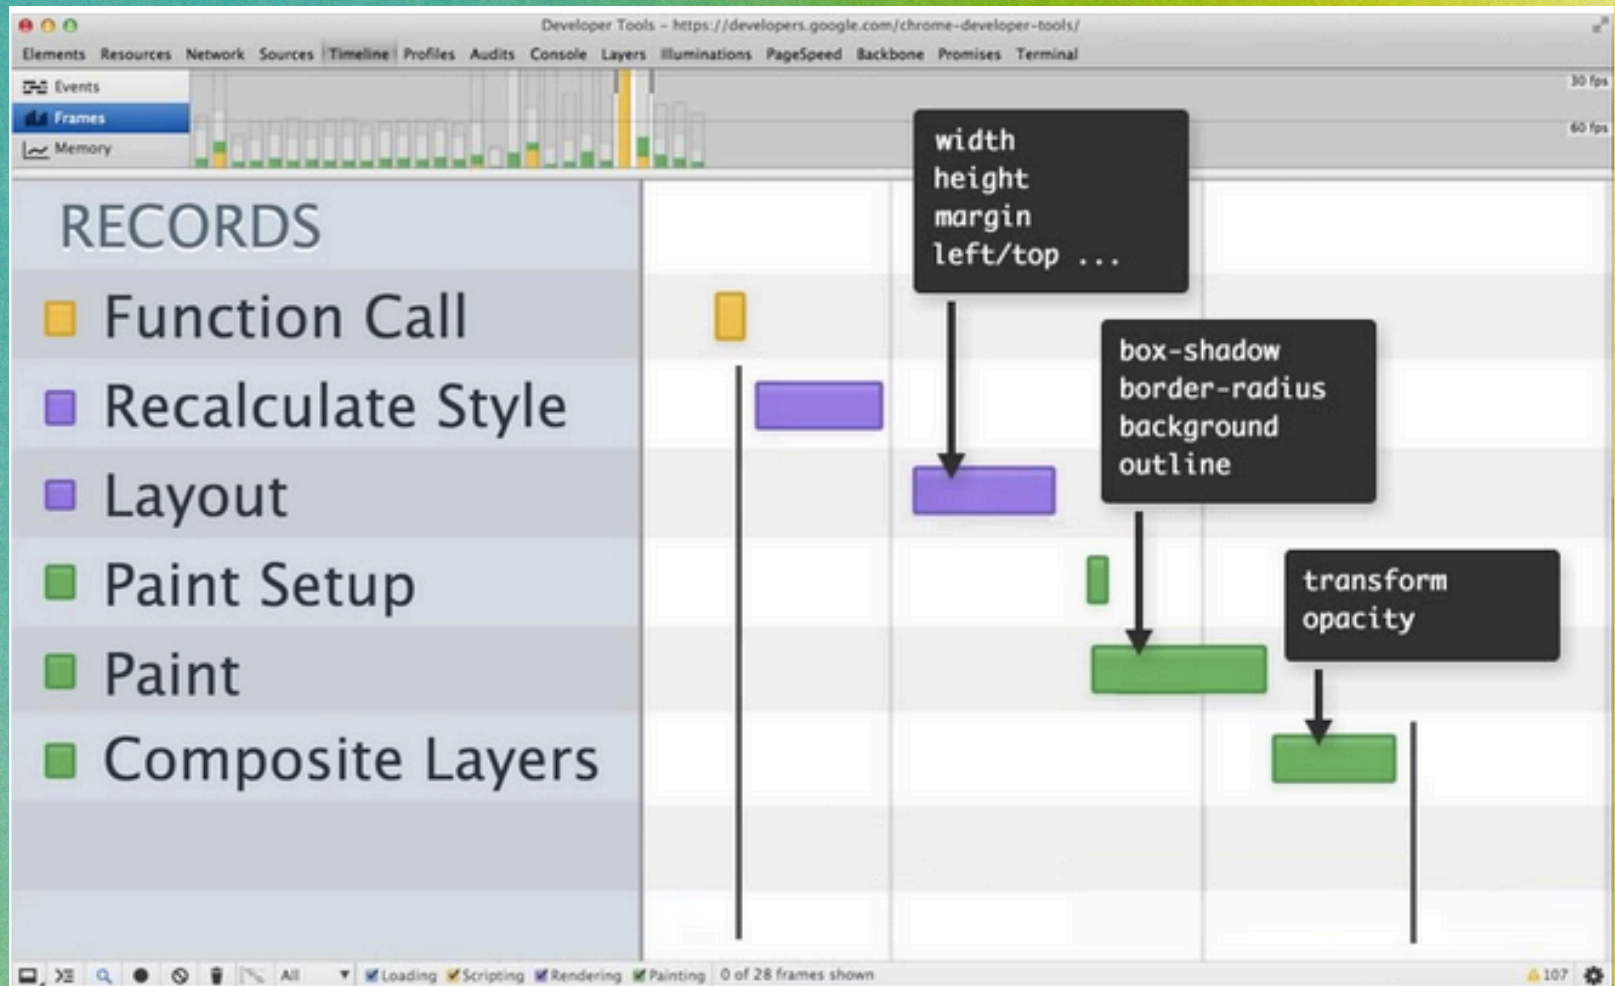 Developer Tools - https://developers.google.com/chrome-developer-tools/
Elements Resources Network Sources Timeline Profiles Audits Console Layers Illuminations PageSpeed Backbone Promises Terminal
Events
Frames
Memory
30 fps
60 fps
RECORDS
Function Call
Recalculate Style
Layout
Paint Setup
Paint
Composite Layers
width
height
margin
left/top ...
box-shadow
border-radius
background
outline
transform
opacity
All Loading Scripting Rendering Painting 0 of 28 frames shown 107